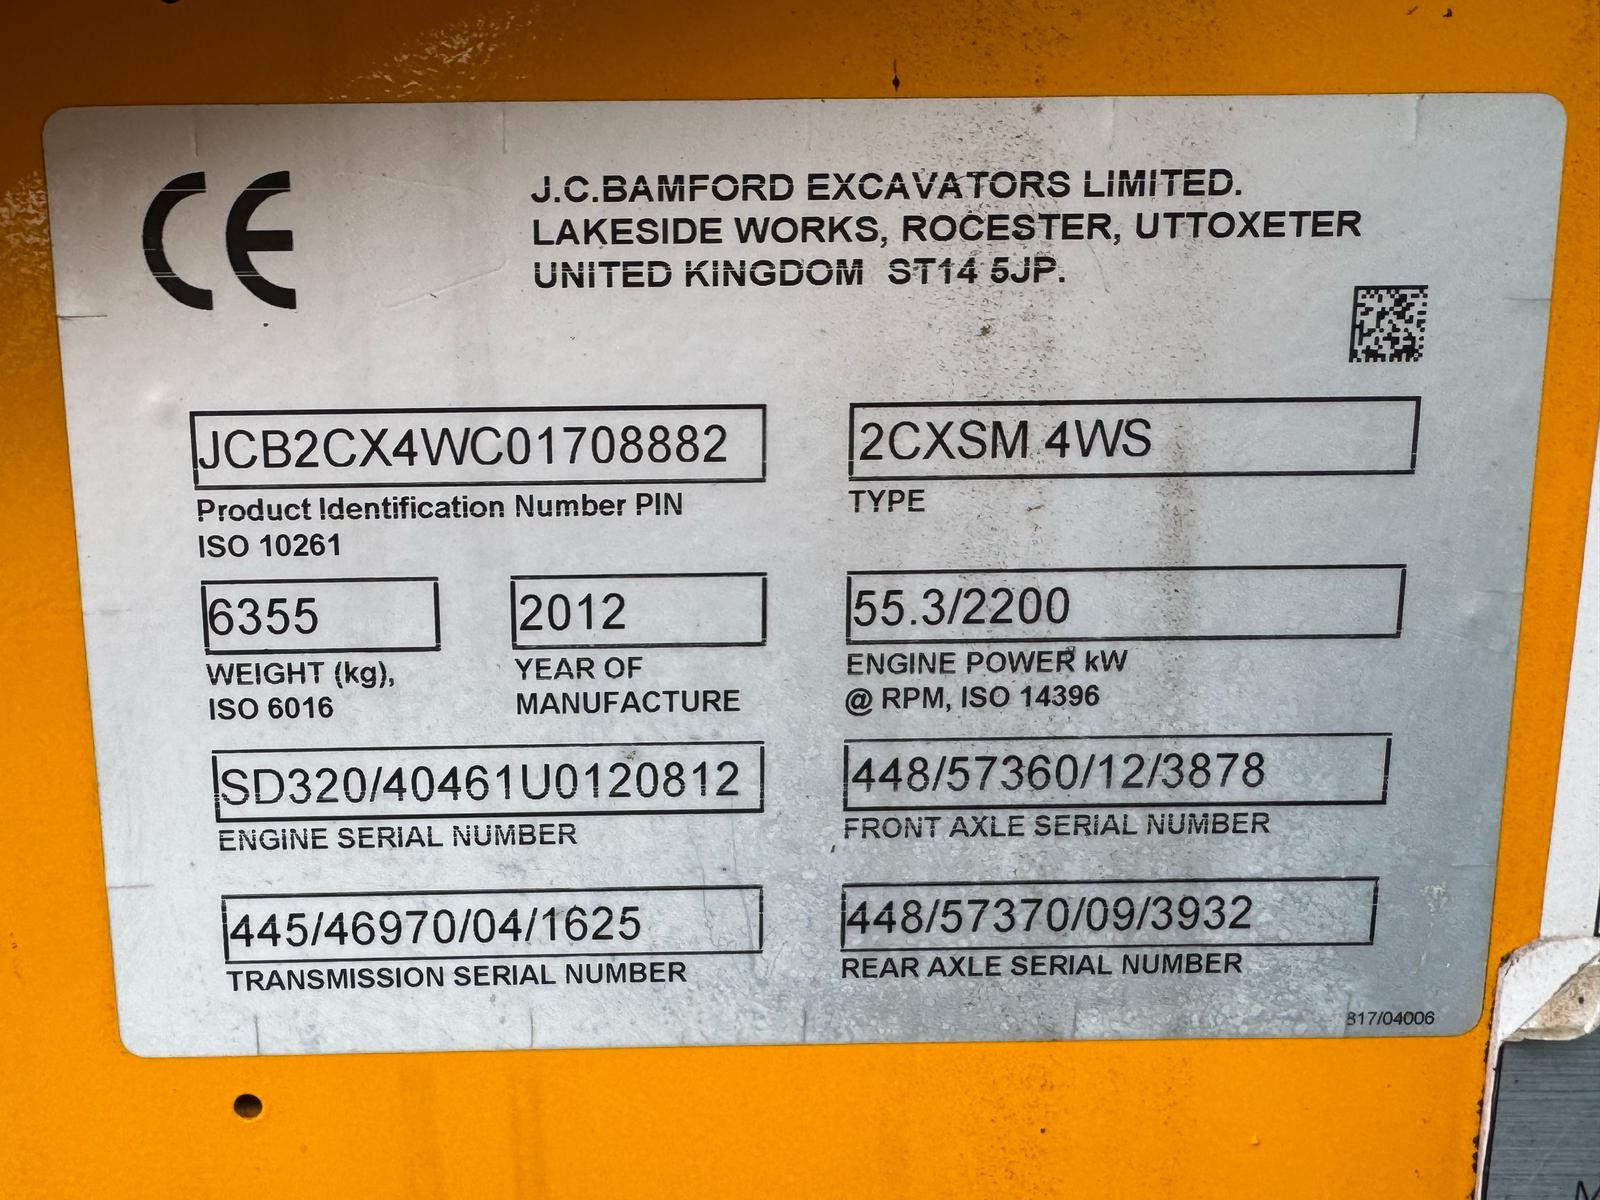 CE
J.C.BAMFORD EXCAVATORS LIMITED.
LAKESIDE WORKS, ROCESTER, UTTOXETER
UNITED KINGDOM ST14 5JP.
JCB2CX4WC01708882
Product Identification Number PIN
ISO 10261
2CXSM 4WS
TYPE
6355
WEIGHT (kg),
ISO 6016
2012
YEAR OF
MANUFACTURE
55.3/2200
ENGINE POWER kW
@ RPM, ISO 14396
SD320/40461U0120812
ENGINE SERIAL NUMBER
448/57360/12/3878
FRONT AXLE SERIAL NUMBER
445/46970/04/1625
TRANSMISSION SERIAL NUMBER
448/57370/09/3932
REAR AXLE SERIAL NUMBER
817/04006